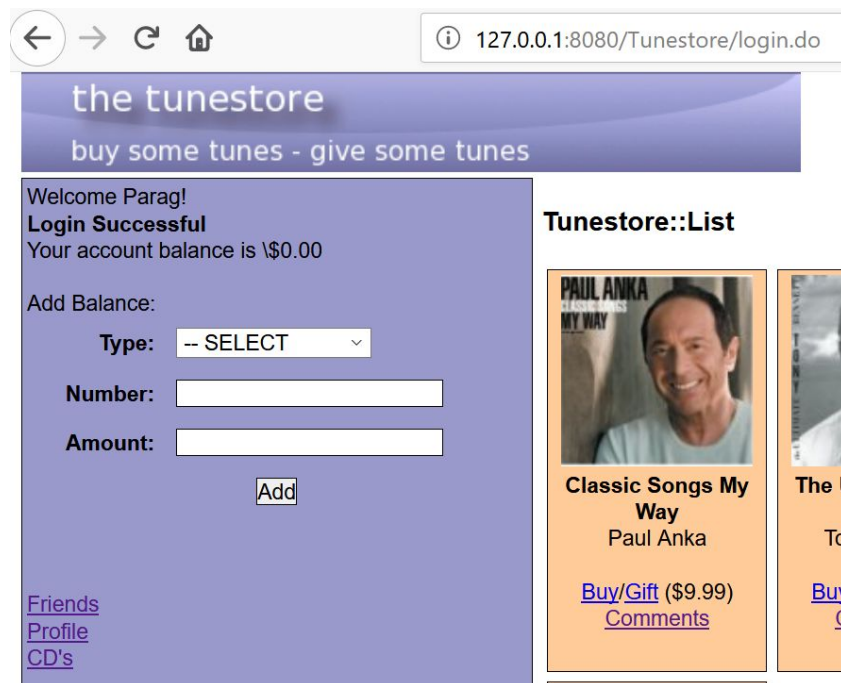 127.0.0.1:8080/Tunestore/login.do
the tunestore
buy some tunes - give some tunes
Welcome Parag!
Login Successful
Your account balance is \$0.00
Add Balance:
Type: -- SELECT
Number:
Amount:
Add
Friends
Profile
CD's
Tunestore::List
PAUL ANKA
MY WAY
Classic Songs My
Way
Paul Anka
Buy/Gift ($9.99)
Comments
The